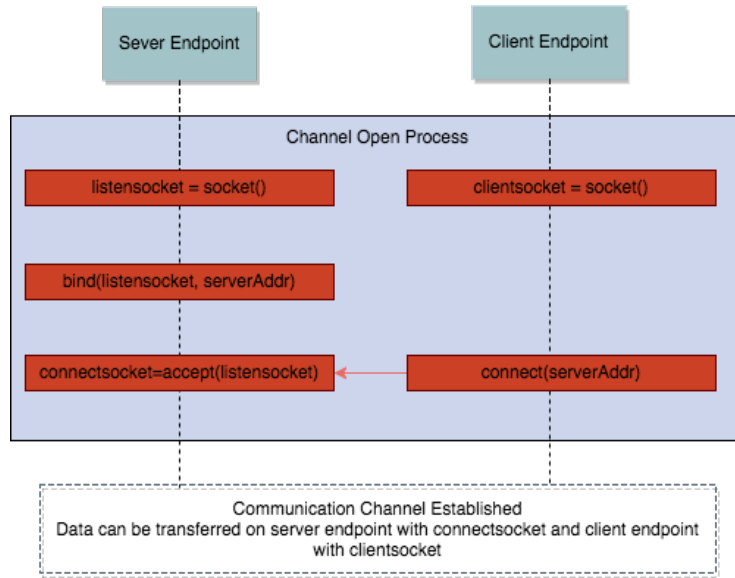 Sever Endpoint
Client Endpoint
Channel Open Process
listensocket = socket()
clientsocket = socket()
bind(listensocket, serverAddr)
connectsocket=accept(listensocket)
connect(serverAddr)
Communication Channel Established
Data can be transferred on server endpoint with connectsocket and client endpoint
with clientsocket